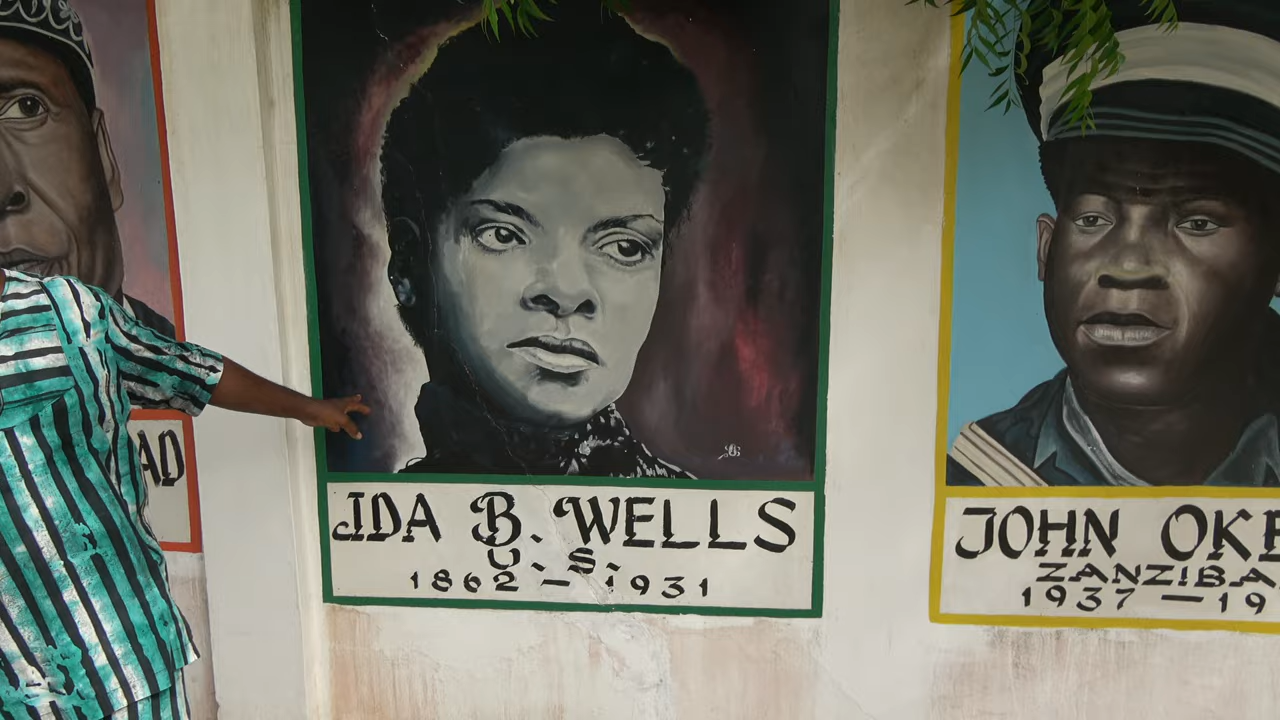 AD
IDA B. WELLS
U. S.
1862 – 1931
JOHN OKE
ZANZIBA
1937 – 19